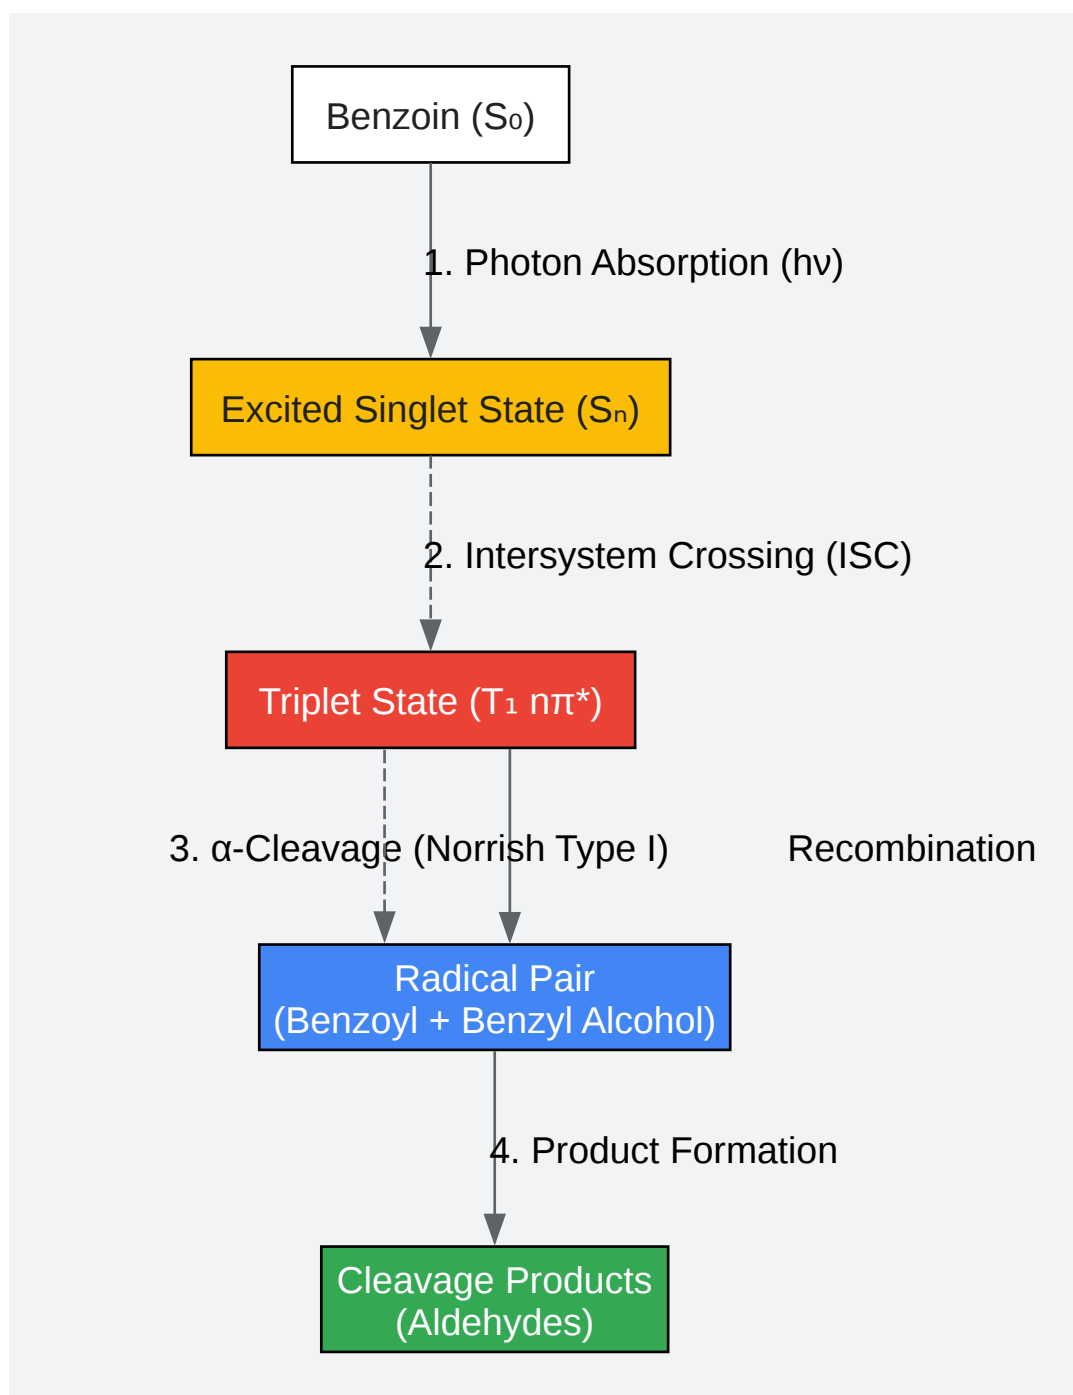 Benzoin (S₀)
1. Photon Absorption (hν)
Excited Singlet State (Sₙ)
2. Intersystem Crossing (ISC)
Triplet State (T₁ nπ*)
3. α-Cleavage (Norrish Type I)
Recombination
Radical Pair
(Benzoyl + Benzyl Alcohol)
4. Product Formation
Cleavage Products
(Aldehydes)